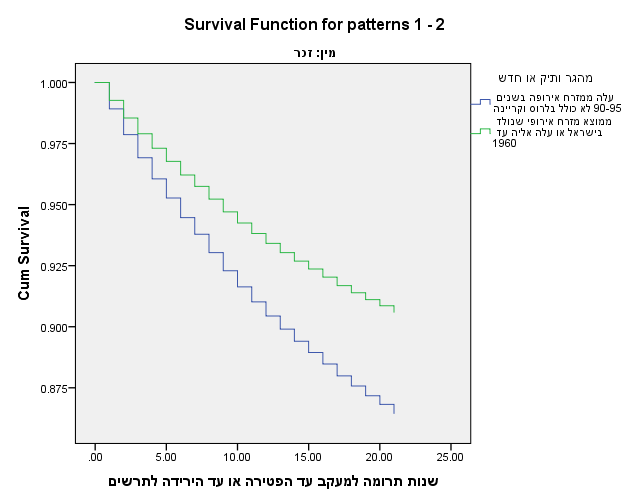 Survival Function for patterns 1 - 2
מין: זכר
מהגר ותיק או חדש
עלה ממזרח אירופה בשנים
90-95 לא כולל בלרוס וקריינה
ממוצא מזרח אירופי שנולד
בישראל או עלה אליה עד
1960
Cum Survival
1.000
0.975
0.950
0.925
0.900
0.875
.00
5.00
10.00
15.00
20.00
25.00
שנות תרומה למעקב עד הפטירה או עד הירידה לתרשים